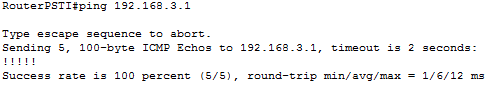 RouterPSTI#ping 192.168.3.1
Type escape sequence to abort.
Sending 5, 100-byte ICMP Echos to 192.168.3.1, timeout is 2 seconds:
!!!!!
Success rate is 100 percent (5/5), round-trip min/avg/max = 1/6/12 ms